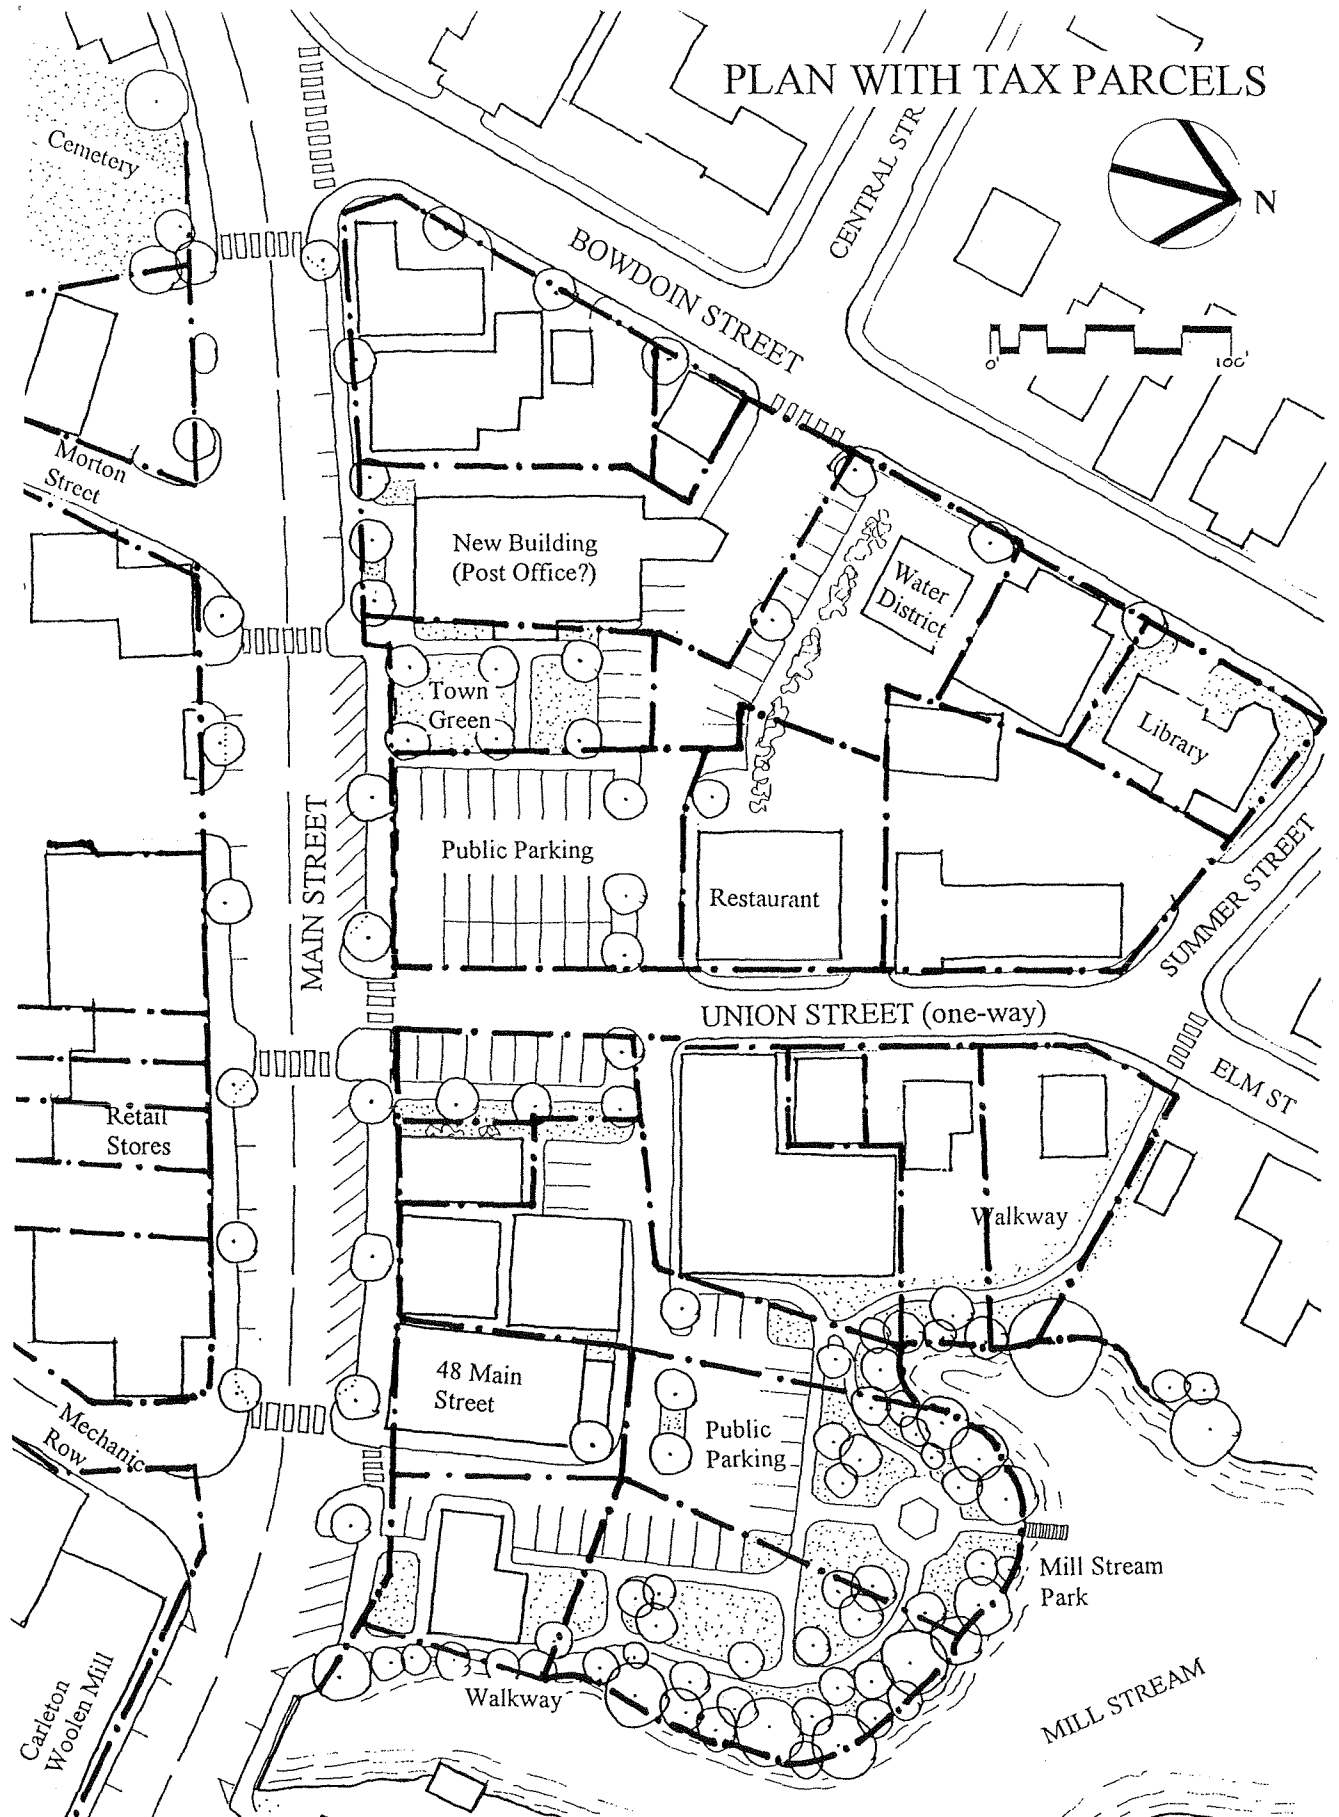 PLAN WITH TAX PARCELS
Cemetery
CENTRAL STR
N
BOWDOIN STREET
0'
100'
Morton
Street
New Building
(Post Office?)
Water
District
Town
Green
Library
MAIN STREET
Public Parking
Restaurant
SUMMER STREET
UNION STREET (one-way)
ELM ST
Retail
Stores
Walkway
48 Main
Street
Mechanic
Row
Public
Parking
Mill Stream
Park
Carleton
Woolen Mill
Walkway
MILL STREAM